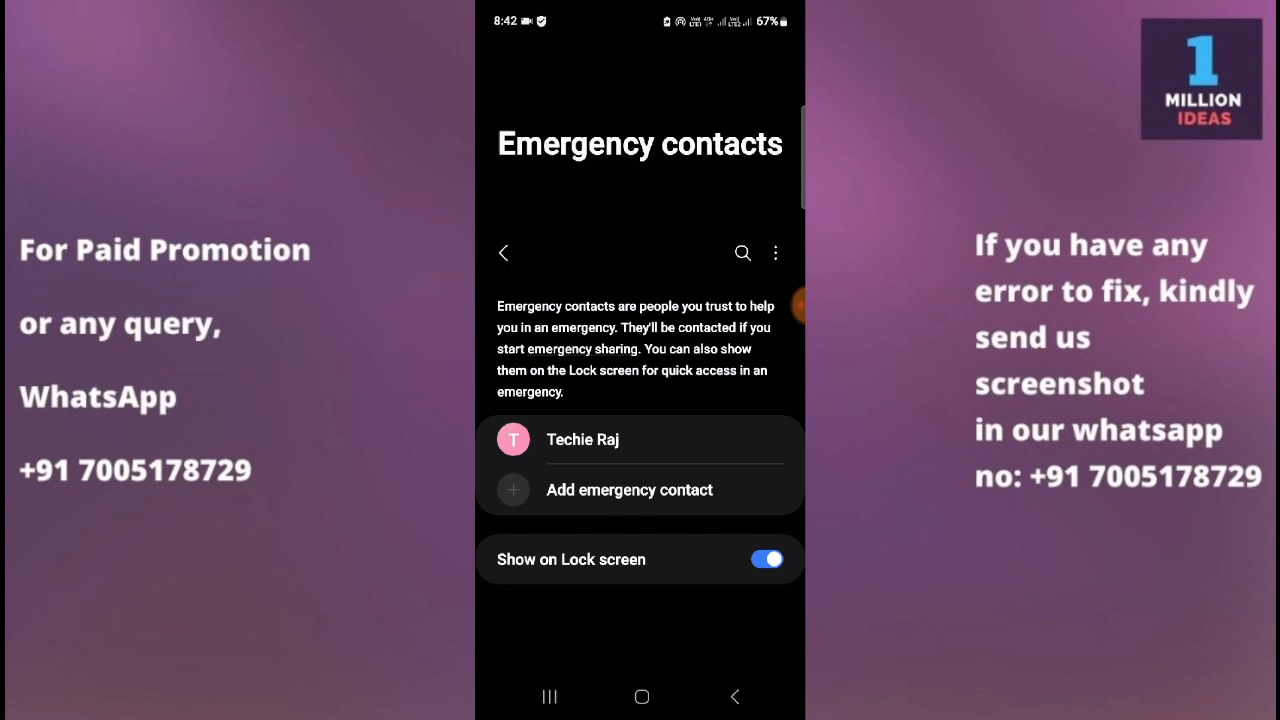 For Paid Promotion
or any query,
WhatsApp
+91 7005178729
8:42
67%
Emergency contacts
Emergency contacts are people you trust to help
you in an emergency. They'll be contacted if you
start emergency sharing. You can also show
them on the Lock screen for quick access in an
emergency.
T
Techie Raj
Add emergency contact
Show on Lock screen
1
MILLION
IDEAS
If you have any
error to fix, kindly
send us
screenshot
in our whatsapp
no: +91 7005178729